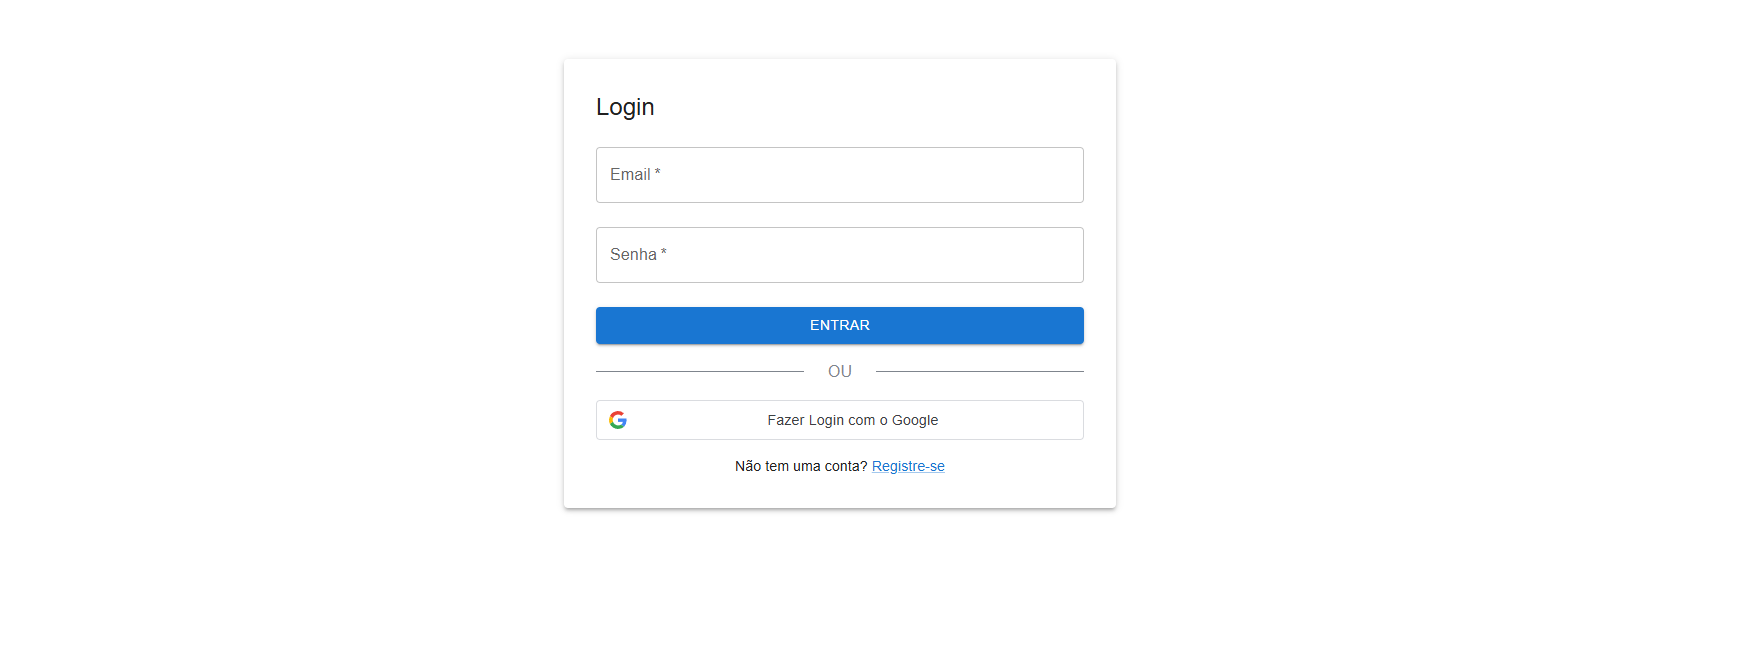 Login
Email *
Senha *
ENTRAR
OU
Fazer Login com o Google
Não tem uma conta? Registre-se